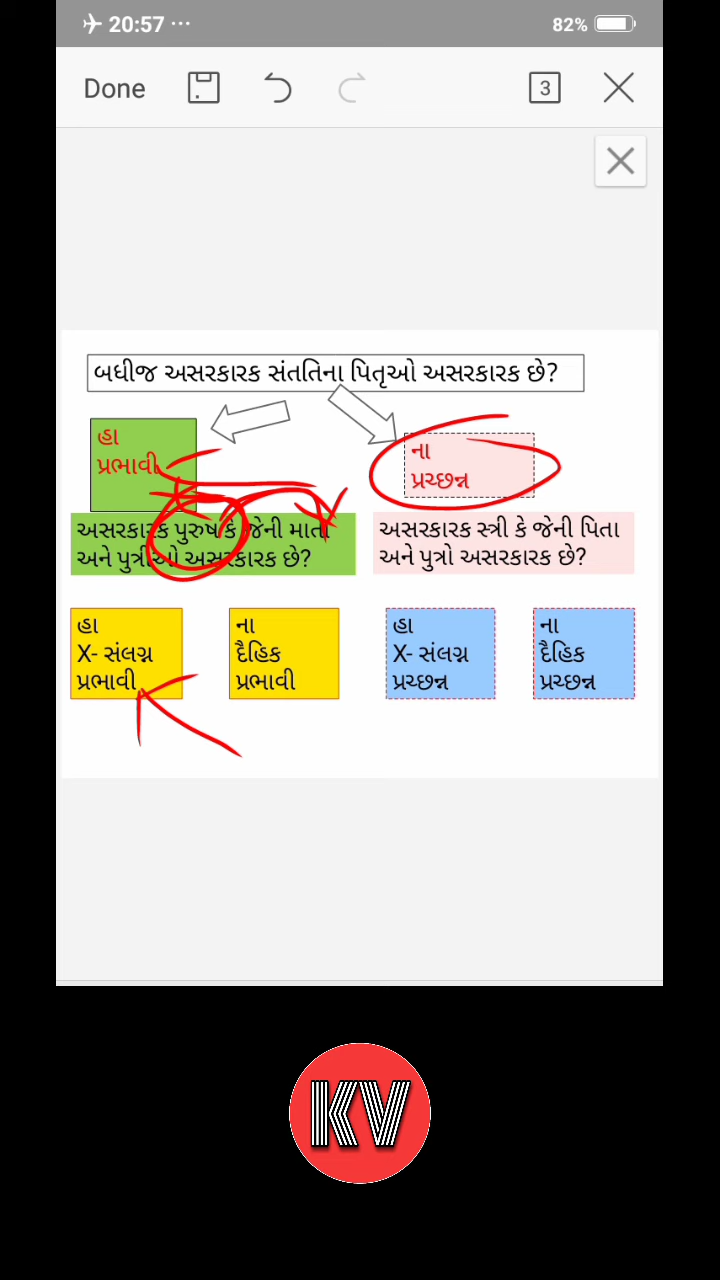 20:57 ...
82%
Done
3
બધીજ અસરકારક સંતતિના પિતૃઓ અસરકારક છે?
હા
પ્રભાવી
ના
પ્રચ્છન્ન
અસરકારક પુરુષ કે જેની માતા
અને પુત્રીઓ અસરકારક છે?
અસરકારક સ્ત્રી કે જેની પિતા
અને પુત્રો અસરકારક છે?
હા
X- સંલગ્ન
પ્રભાવી
ના
દૈહિક
પ્રભાવી
હા
X- સંલગ્ન
પ્રચ્છન્ન
ના
દૈહિક
પ્રચ્છન્ન
KV